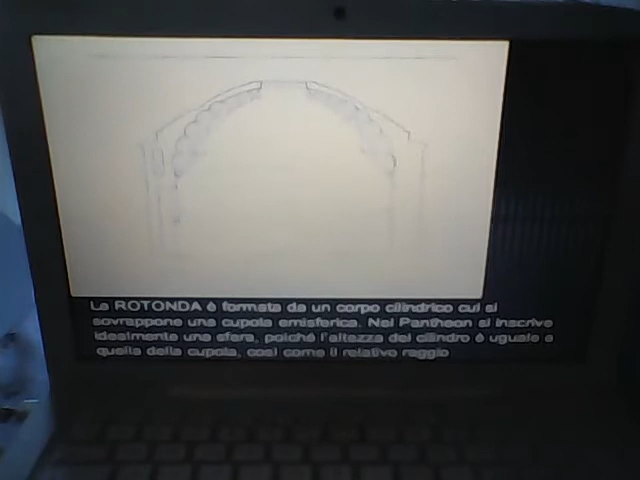 La ROTONDA è formata da un corpo cilindrico cui si
sovrappone una cupola emisferica. Nel Pantheon si inscrive
idealmente una sfera, poiché l'altezza del cilindro è uguale a
quella della cupola, così come il relativo raggio